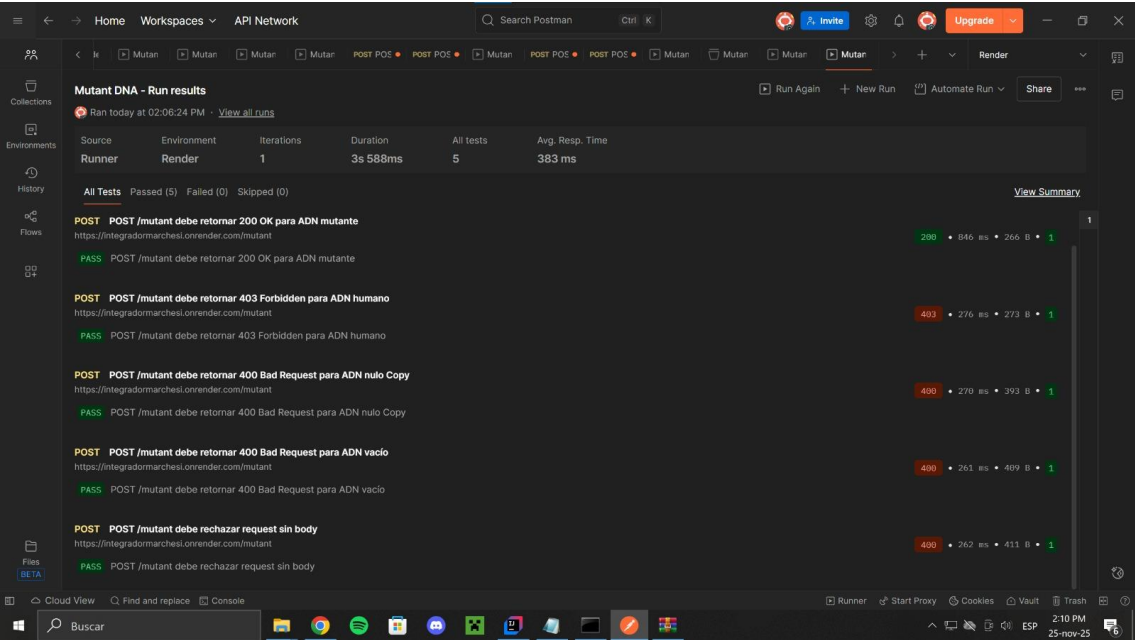 Home Workspaces API Network Search Postman Ctrl K Invite Upgrade
Mutan Mutan Mutan Mutan POST POS POST POS Mutan POST POS POST POS Mutan Mutan Mutan Mutan Render
Collections
Environments
History
Flows
Files
BETA
Mutant DNA - Run results Run Again New Run Automate Run Share
Ran today at 02:06:24 PM · View all runs
Source Environment Iterations Duration All tests Avg. Resp. Time
Runner Render 1 3s 588ms 5 383 ms
All Tests Passed (5) Failed (0) Skipped (0) View Summary
1
POST POST /mutant debe retornar 200 OK para ADN mutante
https://integradormarchesi.onrender.com/mutant
200 • 846 ms • 266 B • 1
PASS POST /mutant debe retornar 200 OK para ADN mutante
POST POST /mutant debe retornar 403 Forbidden para ADN humano
https://integradormarchesi.onrender.com/mutant
403 • 276 ms • 273 B • 1
PASS POST /mutant debe retornar 403 Forbidden para ADN humano
POST POST /mutant debe retornar 400 Bad Request para ADN nulo Copy
https://integradormarchesi.onrender.com/mutant
400 • 270 ms • 393 B • 1
PASS POST /mutant debe retornar 400 Bad Request para ADN nulo Copy
POST POST /mutant debe retornar 400 Bad Request para ADN vacío
https://integradormarchesi.onrender.com/mutant
400 • 261 ms • 409 B • 1
PASS POST /mutant debe retornar 400 Bad Request para ADN vacío
POST POST /mutant debe rechazar request sin body
https://integradormarchesi.onrender.com/mutant
400 • 262 ms • 411 B • 1
PASS POST /mutant debe rechazar request sin body
Cloud View Find and replace Console Runner Start Proxy Cookies Vault Trash
Buscar ESP 2:10 PM
25-nov-25 6